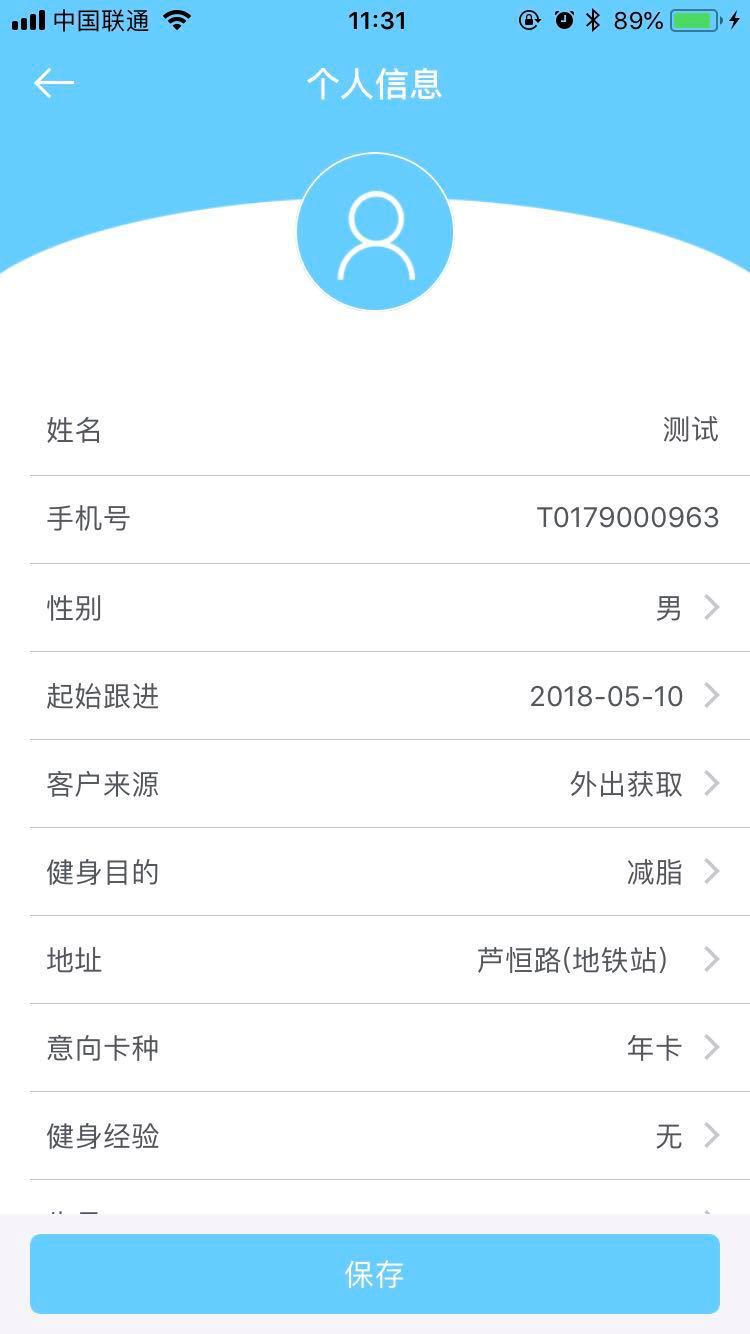 中国联通 11:31 89%
个人信息
姓名 测试
手机号 T0179000963
性别 男
起始跟进 2018-05-10
客户来源 外出获取
健身目的 减脂
地址 芦恒路(地铁站)
意向卡种 年卡
健身经验 无
保存